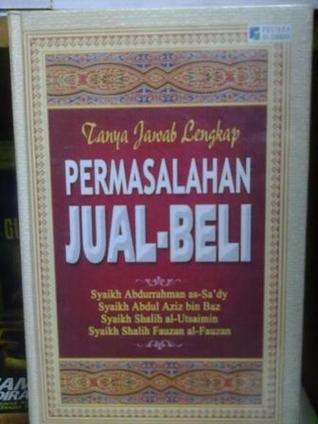 PUSTAKA
Tanya Jawab Lengkap
PERMASALAHAN
JUAL-BELI
Syaikh Abdurrahman as-Sa'dy
Syaikh Abdul Aziz bin Baz
Syaikh Shalih al-Utsaimin
Syaikh Shalih Fauzan al-Fauzan